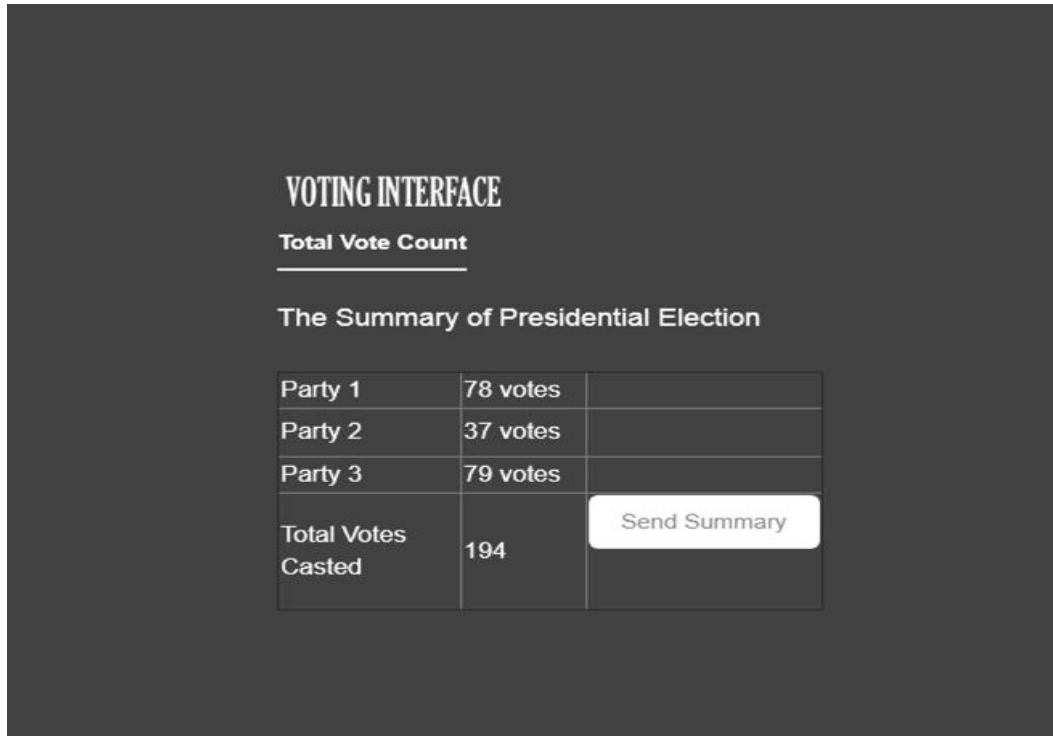 VOTING INTERFACE
Total Vote Count
The Summary of Presidential Election
Party 1 78 votes
Party 2 37 votes
Party 3 79 votes
Total Votes
Casted
194
Send Summary